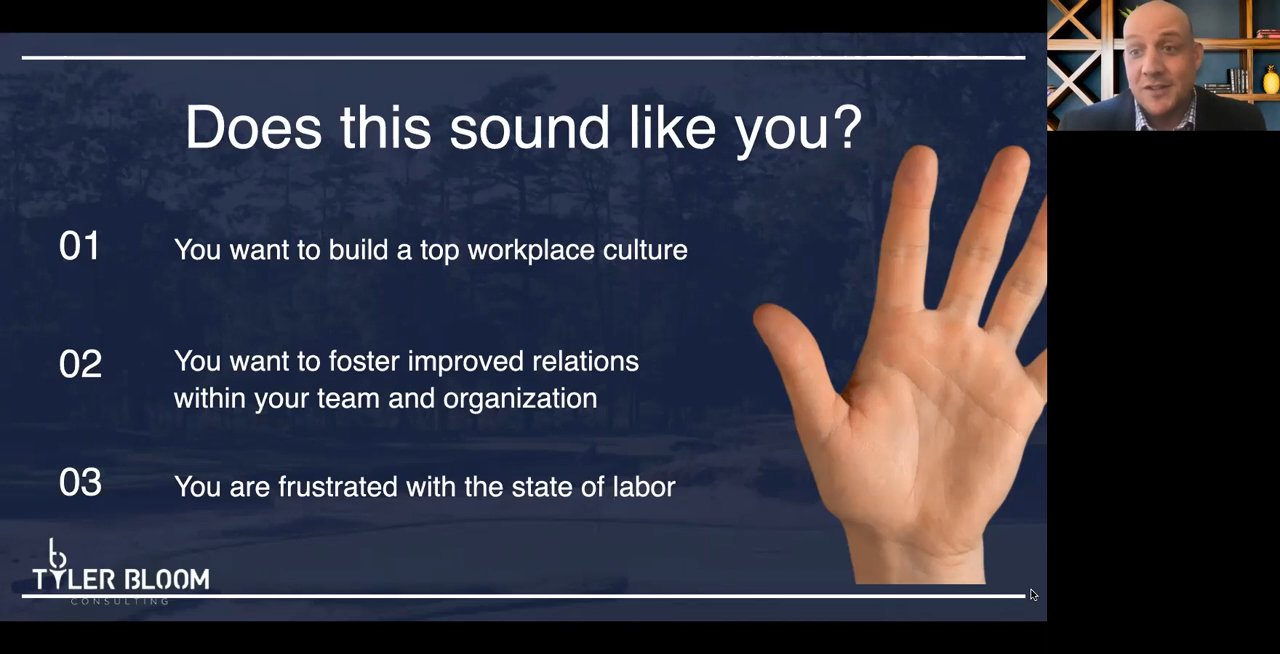 Does this sound like you?
01
You want to build a top workplace culture
02
You want to foster improved relations
within your team and organization
03
You are frustrated with the state of labor
TYLER BLOOM
CONSULTING